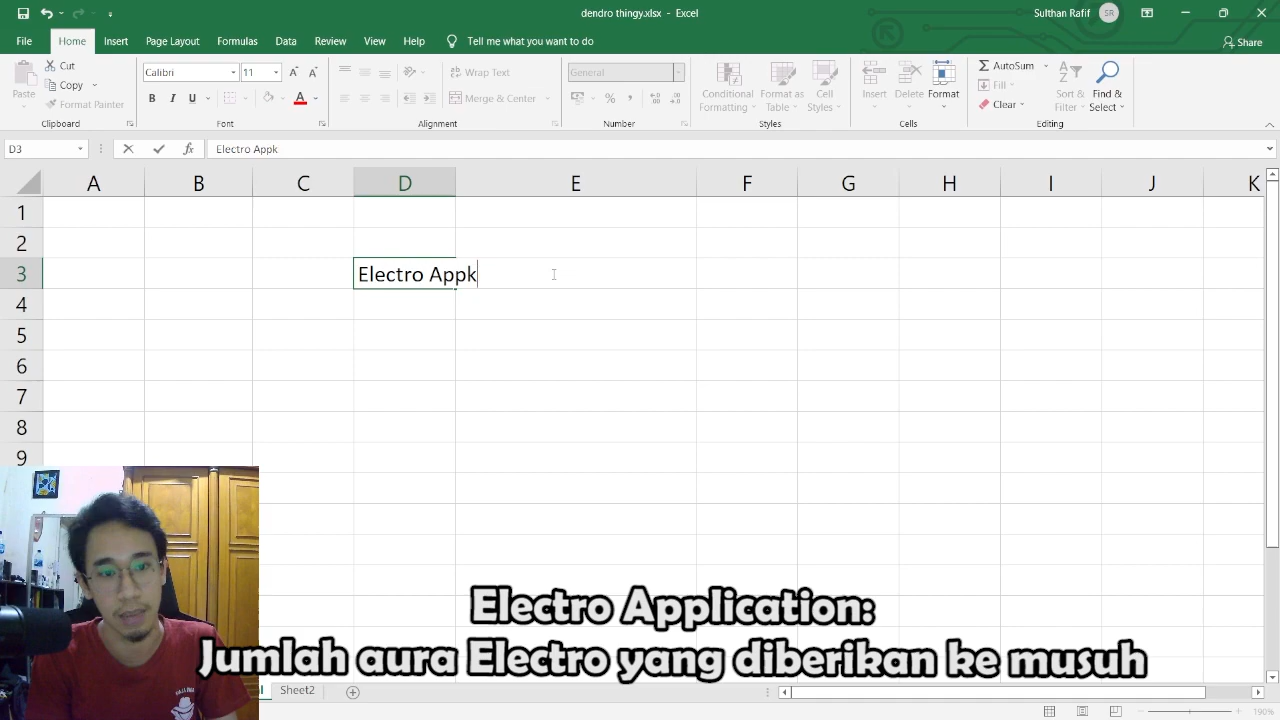 dendro thingy.xlsx - Excel
Sulthan Rafif SR
File Home Insert Page Layout Formulas Data Review View Help Tell me what you want to do
Share
Paste
Cut
Copy
Format Painter
Clipboard
Calibri 11
B I U A
Font
Wrap Text
Merge & Center
Alignment
General
%
Number
Conditional Formatting
Format as Table
Cell Styles
Styles
Insert
Delete
Format
Cells
AutoSum
Fill
Clear
Sort & Filter
Find & Select
Editing
D3 fx Electro Appk
A B C D E F G H I J K
1
2
3 Electro Appk
4
5
6
7
8
9
Electro Application:
Jumlah aura Electro yang diberikan ke musuh
Sheet2
190%